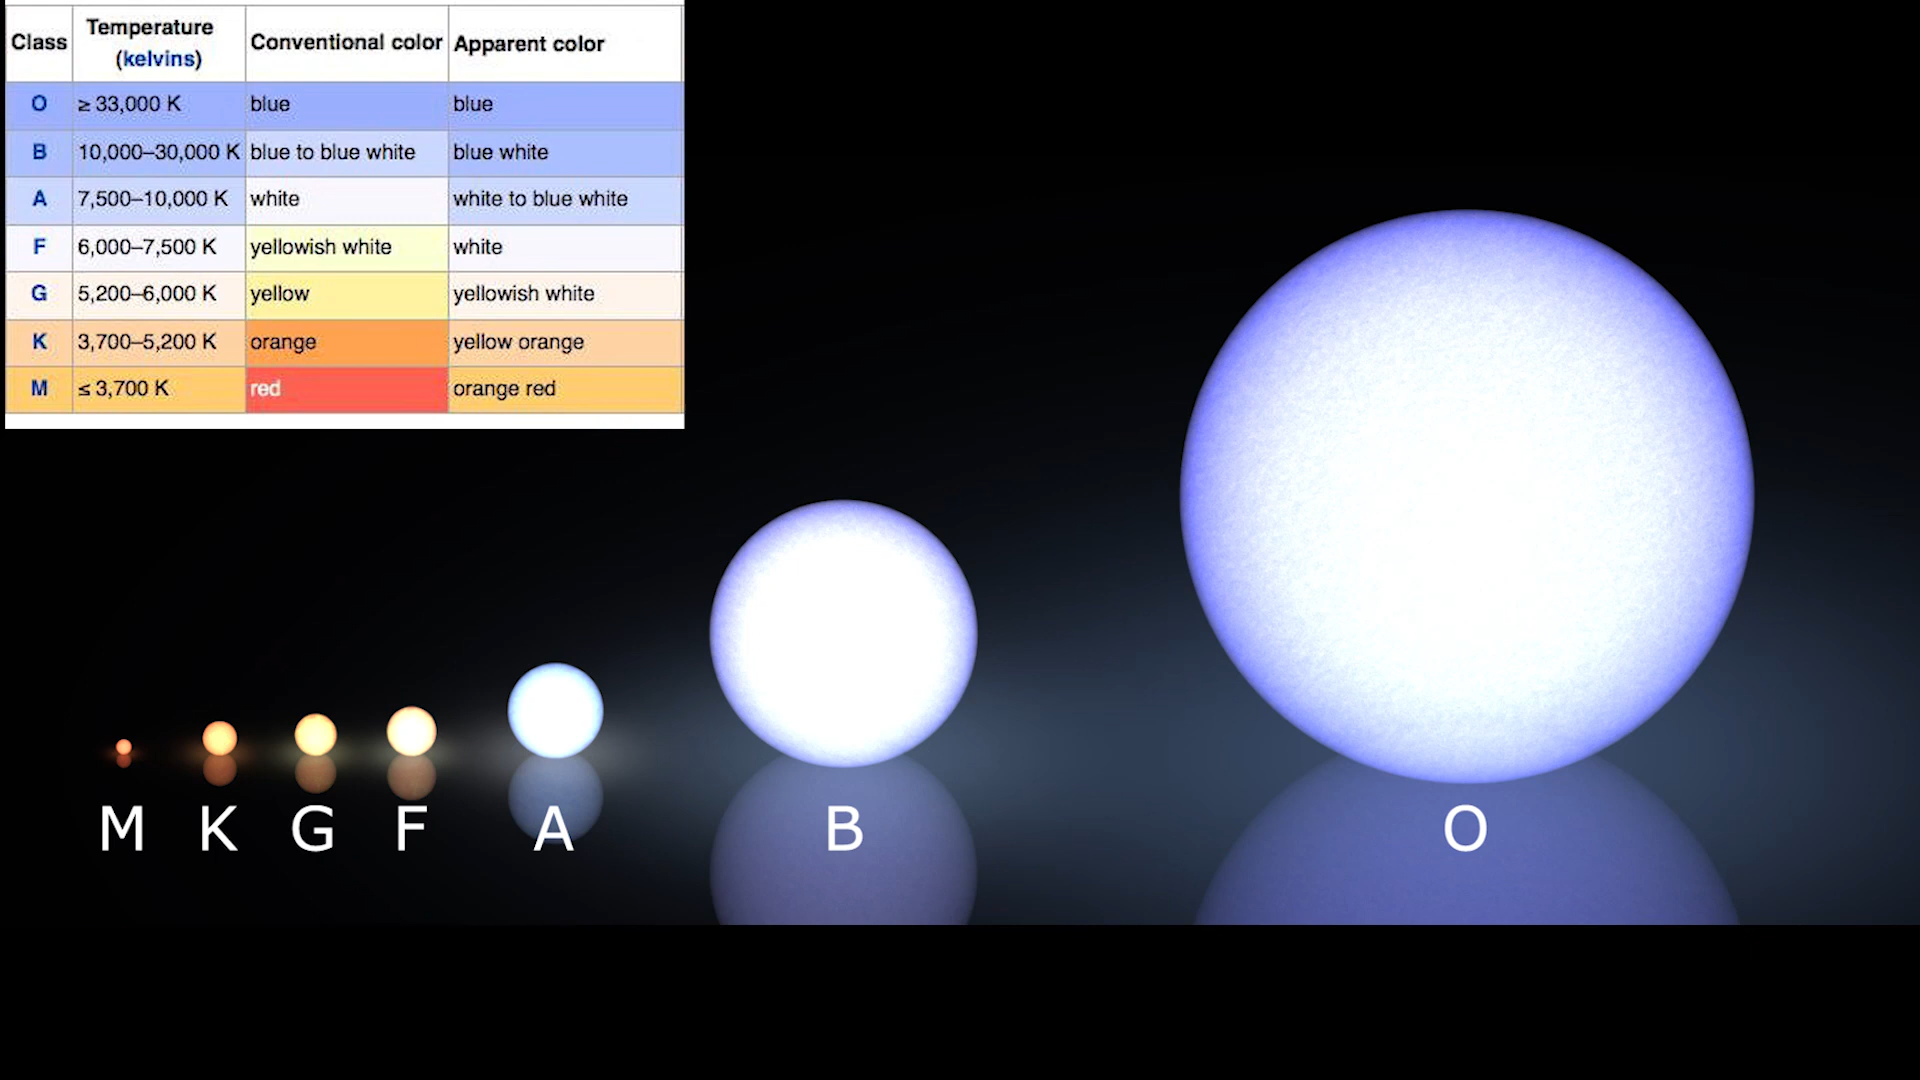 Class Temperature (kelvins) Conventional color Apparent color
O ≥ 33,000 K blue blue
B 10,000–30,000 K blue to blue white blue white
A 7,500–10,000 K white white to blue white
F 6,000–7,500 K yellowish white white
G 5,200–6,000 K yellow yellowish white
K 3,700–5,200 K orange yellow orange
M ≤ 3,700 K red orange red
M K G F A B O